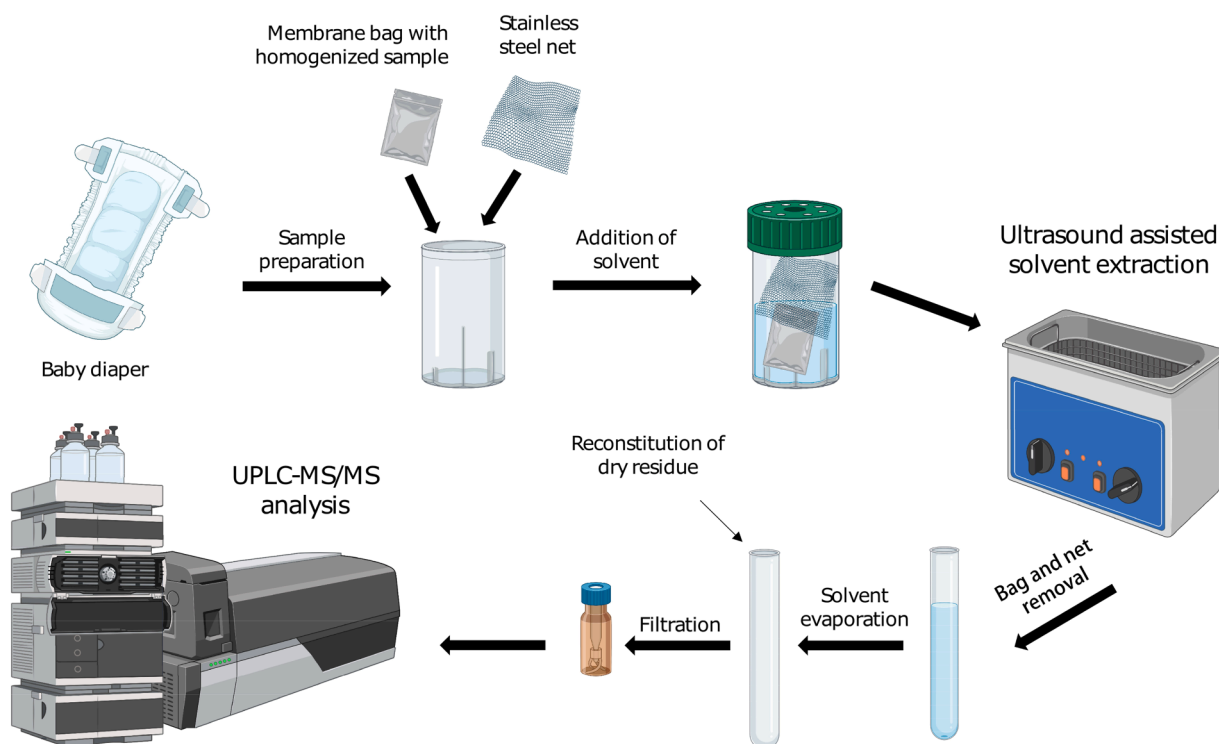 Membrane bag with
homogenized sample
Stainless
steel net
Sample
preparation
Addition of
solvent
Ultrasound assisted
solvent extraction
Baby diaper
Reconstitution of
dry residue
UPLC-MS/MS
analysis
Bag and net
removal
Solvent
evaporation
Filtration